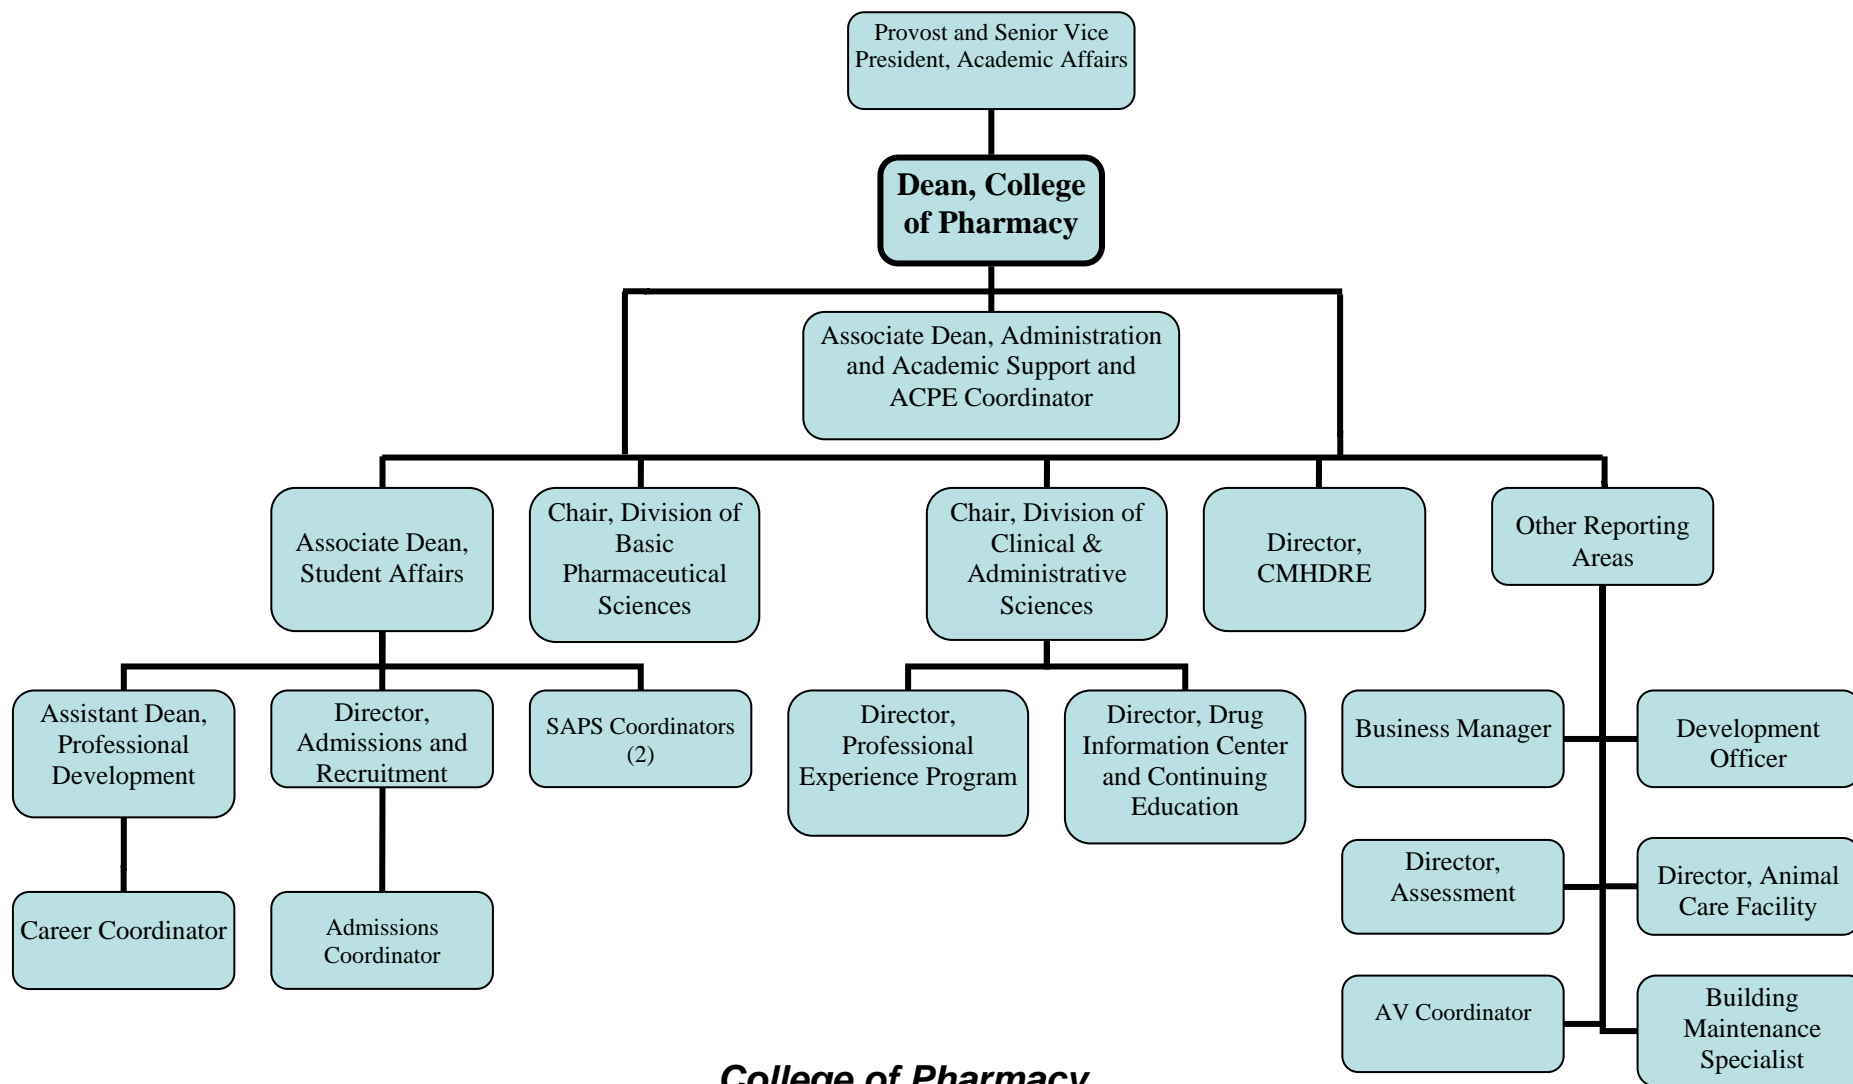 Provost and Senior Vice
President, Academic Affairs
Dean, College
of Pharmacy
Associate Dean, Administration
and Academic Support and
ACPE Coordinator
Associate Dean,
Student Affairs
Chair, Division of
Basic
Pharmaceutical
Sciences
Chair, Division of
Clinical &
Administrative
Sciences
Director,
CMHDRE
Other Reporting
Areas
Assistant Dean,
Professional
Development
Director,
Admissions and
Recruitment
SAPS Coordinators
(2)
Director,
Professional
Experience Program
Director, Drug
Information Center
and Continuing
Education
Business Manager
Development
Officer
Career Coordinator
Admissions
Coordinator
Director,
Assessment
Director, Animal
Care Facility
AV Coordinator
Building
Maintenance
Specialist
College of Pharmacy